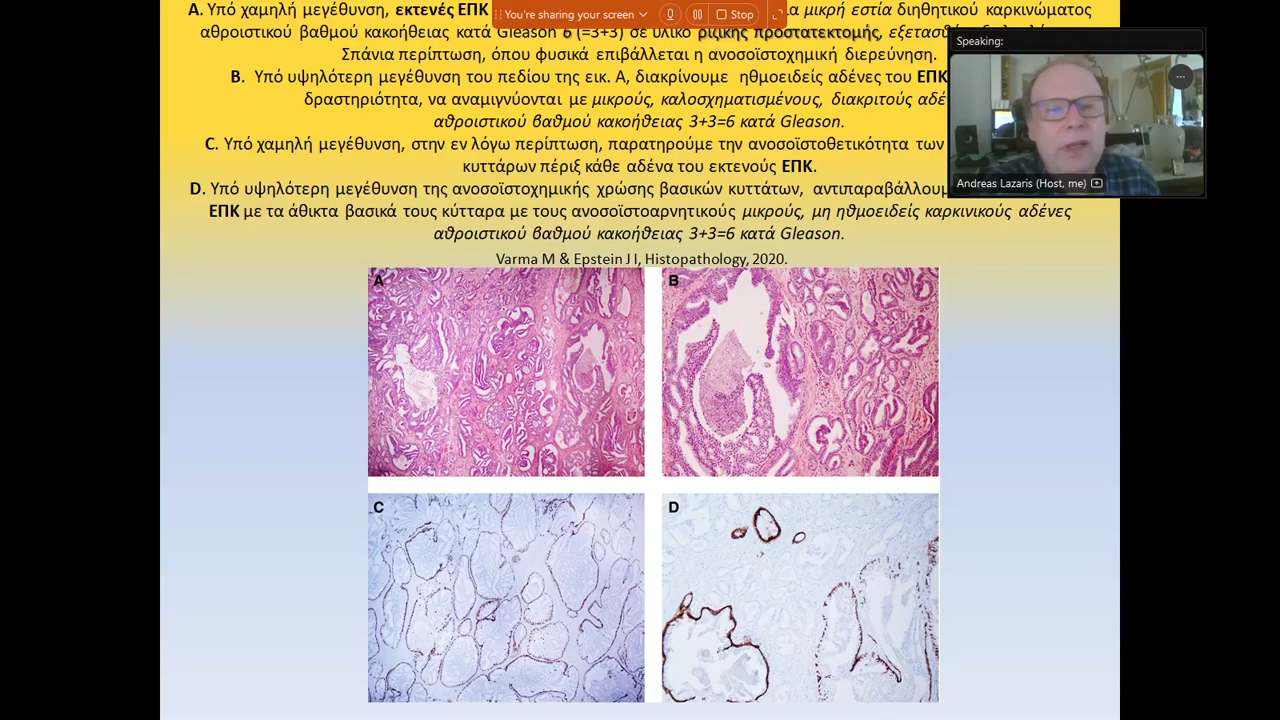 You're sharing your screen
Stop
Speaking:
Andreas Lazaris (Host, me)
A. Υπό χαμηλή μεγέθυνση, εκτενές ΕΠΚ μικρή εστία διηθητικού καρκινώματος
αθροιστικού βαθμού κακοήθειας κατά Gleason 6 (=3+3) σε υλικό ριζικής προστατεκτομής,
Σπάνια περίπτωση, όπου φυσικά επιβάλλεται η ανοσοϊστοχημική διερεύνηση.
B. Υπό υψηλότερη μεγέθυνση του πεδίου της εικ. Α, διακρίνουμε ηθμοειδείς αδένες του ΕΠΚ
δραστηριότητα, να αναμιγνύονται με μικρούς, καλοσχηματισμένους, διακριτούς αδέ
αθροιστικού βαθμού κακοήθειας 3+3=6 κατά Gleason.
C. Υπό χαμηλή μεγέθυνση, στην εν λόγω περίπτωση, παρατηρούμε την ανοσοϊστοθετικότητα των
κυττάρων πέριξ κάθε αδένα του εκτενούς ΕΠΚ.
D. Υπό υψηλότερη μεγέθυνση της ανοσοϊστοχημικής χρώσης βασικών κυττάτων, αντιπαραβάλλουμ
ΕΠΚ με τα άθικτα βασικά τους κύτταρα με τους ανοσοϊστοαρνητικούς μικρούς, μη ηθμοειδείς καρκινικούς αδένες
αθροιστικού βαθμού κακοήθειας 3+3=6 κατά Gleason.
Varma M & Epstein J I, Histopathology, 2020.
A
B
C
D